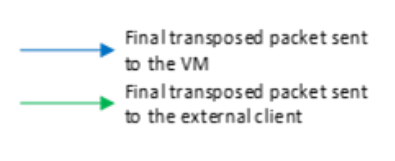 Final transposed packet sent
to the VM
Final transposed packet sent
to the external client